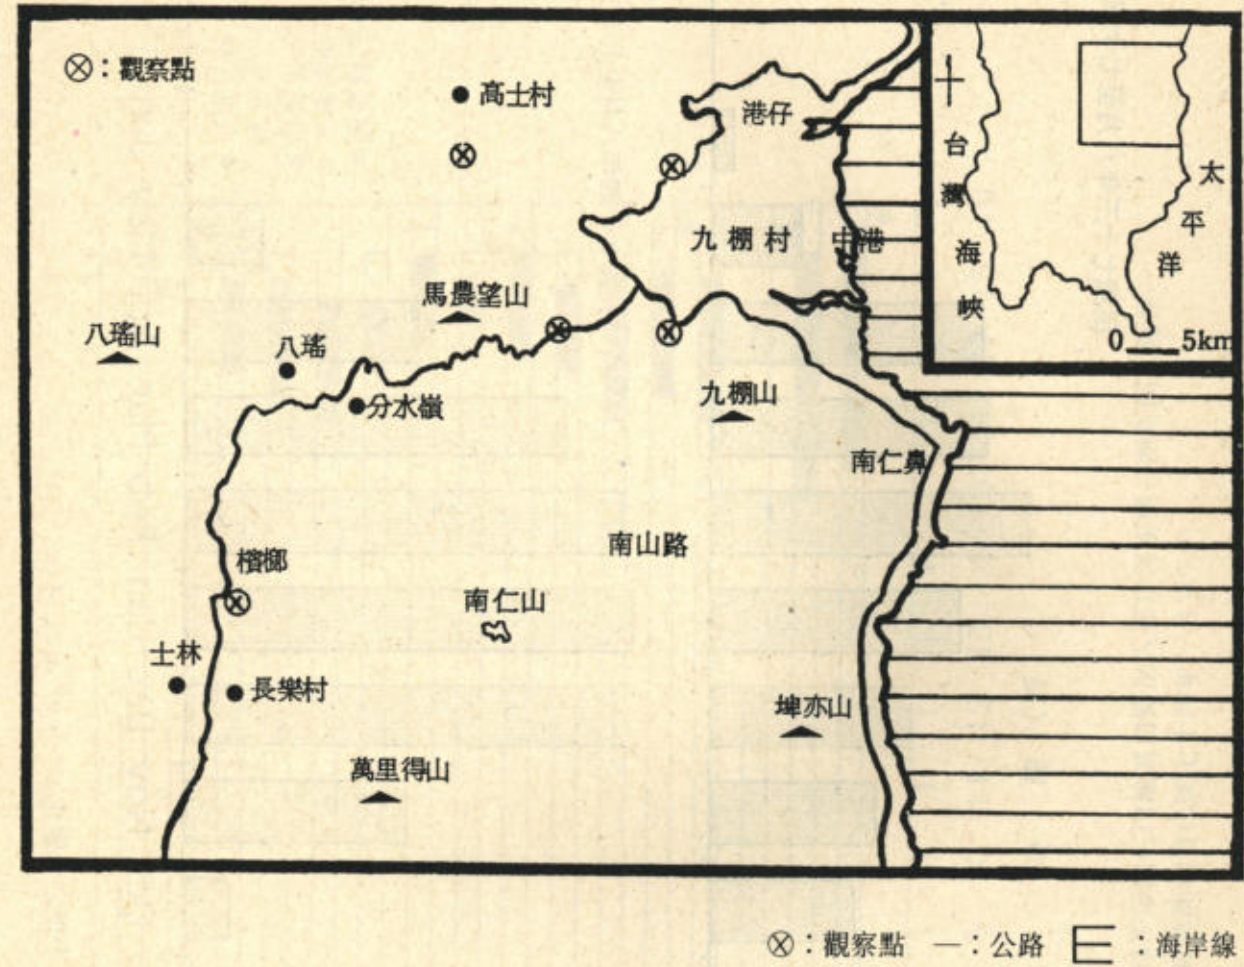 ⊗：觀察點
高士村
港仔
九棚村
中港
馬農望山
八瑤山
八瑤
分水嶺
九棚山
南仁鼻
南山路
檳榔
南仁山
士林
長樂村
埤亦山
萬里得山
台灣海峽
太平洋
0 5km
⊗：觀察點 —：公路 ：海岸線